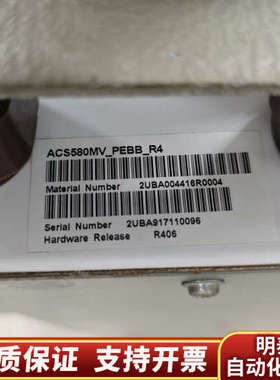 ACS580MV_PEBB_R4
Material Number 2UBA004416R0004
Serial Number 2UBA917110096
Hardware Release R406
质保证 支持开票
明
自动化